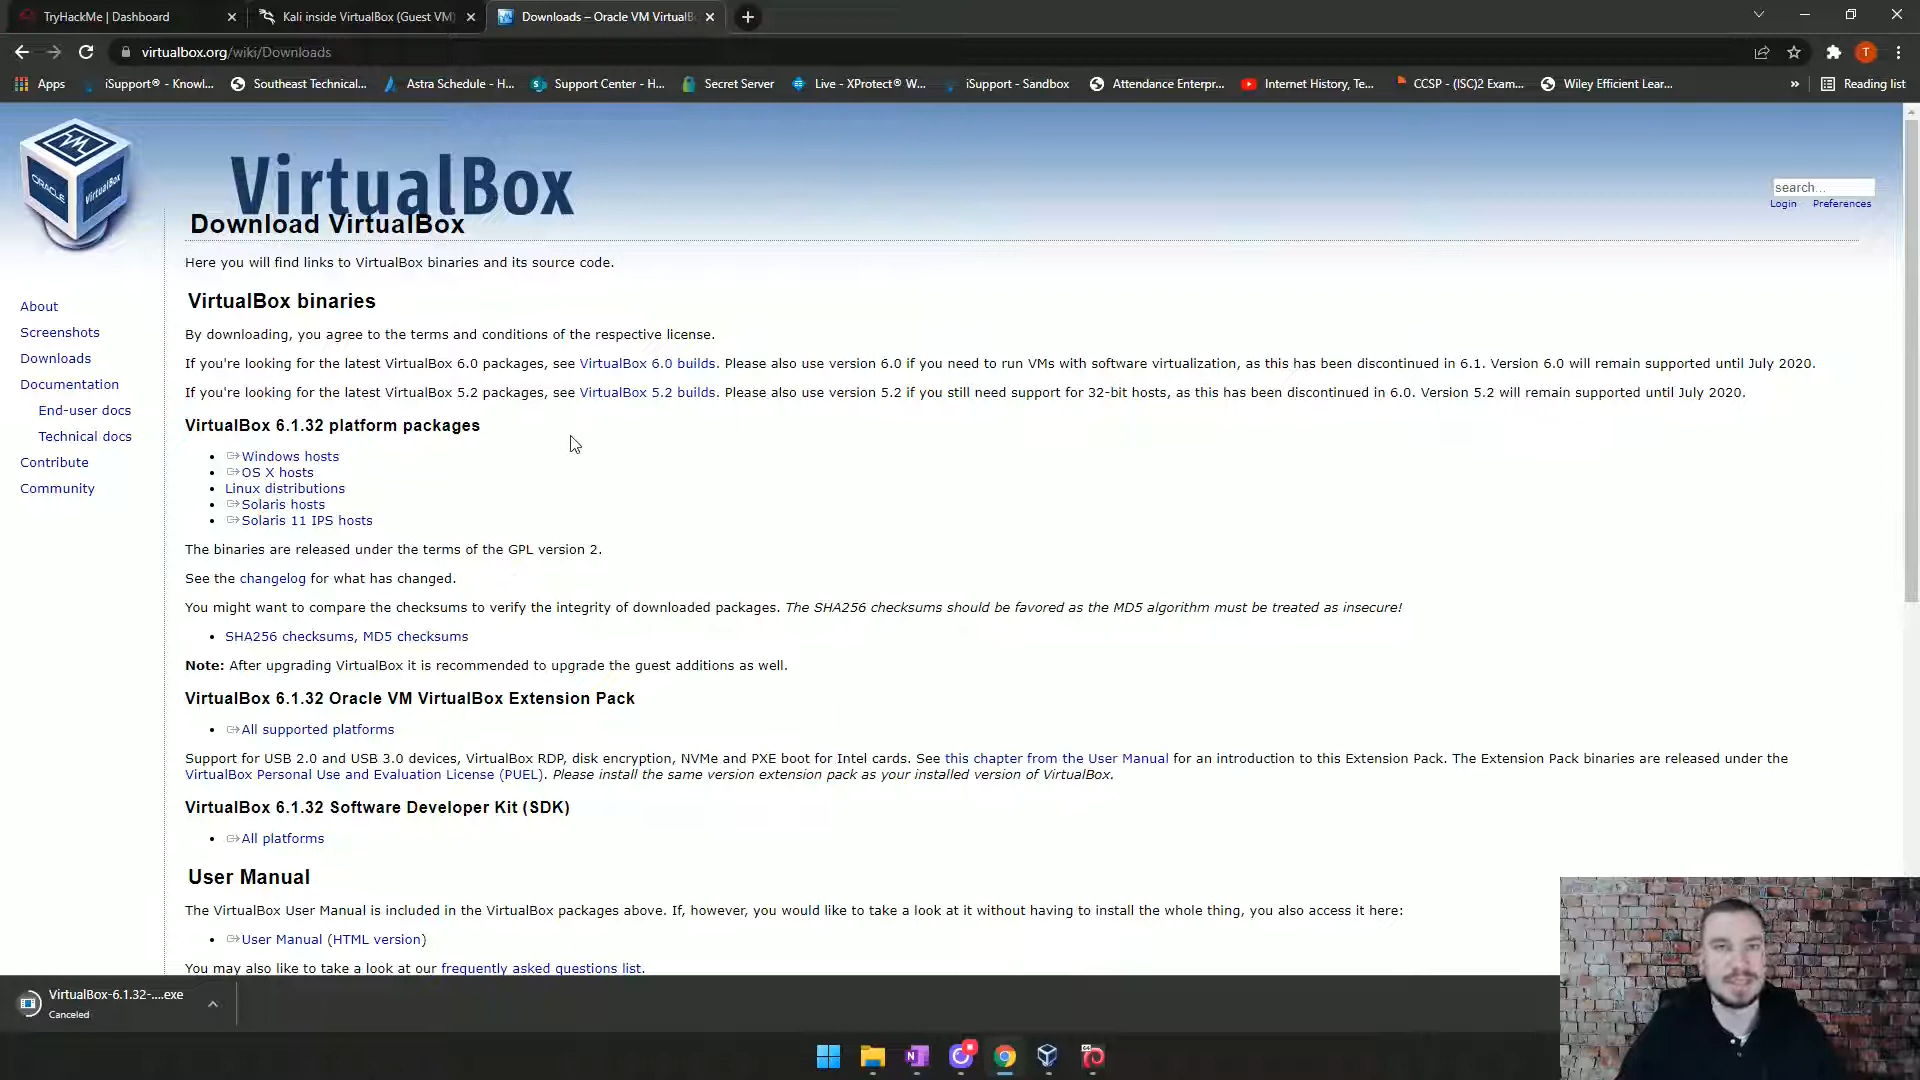 TryHackMe | Dashboard
Kali inside VirtualBox (Guest VM)
Downloads – Oracle VM VirtualB
virtualbox.org/wiki/Downloads
T
Apps
iSupport® - Knowl...
Southeast Technical...
Astra Schedule - H...
Support Center - H...
Secret Server
Live - XProtect® W...
iSupport - Sandbox
Attendance Enterpr...
Internet History, Te...
CCSP - (ISC)2 Exam...
Wiley Efficient Lear...
»
Reading list
ORACLE
VirtualBox
VirtualBox
search...
Login
Preferences
Download VirtualBox
Here you will find links to VirtualBox binaries and its source code.
About
Screenshots
Downloads
Documentation
End-user docs
Technical docs
Contribute
Community
VirtualBox binaries
By downloading, you agree to the terms and conditions of the respective license.
If you're looking for the latest VirtualBox 6.0 packages, see VirtualBox 6.0 builds. Please also use version 6.0 if you need to run VMs with software virtualization, as this has been discontinued in 6.1. Version 6.0 will remain supported until July 2020.
If you're looking for the latest VirtualBox 5.2 packages, see VirtualBox 5.2 builds. Please also use version 5.2 if you still need support for 32-bit hosts, as this has been discontinued in 6.0. Version 5.2 will remain supported until July 2020.
VirtualBox 6.1.32 platform packages
Windows hosts
OS X hosts
Linux distributions
Solaris hosts
Solaris 11 IPS hosts
The binaries are released under the terms of the GPL version 2.
See the changelog for what has changed.
You might want to compare the checksums to verify the integrity of downloaded packages. The SHA256 checksums should be favored as the MD5 algorithm must be treated as insecure!
SHA256 checksums, MD5 checksums
Note: After upgrading VirtualBox it is recommended to upgrade the guest additions as well.
VirtualBox 6.1.32 Oracle VM VirtualBox Extension Pack
All supported platforms
Support for USB 2.0 and USB 3.0 devices, VirtualBox RDP, disk encryption, NVMe and PXE boot for Intel cards. See this chapter from the User Manual for an introduction to this Extension Pack. The Extension Pack binaries are released under the
VirtualBox Personal Use and Evaluation License (PUEL). Please install the same version extension pack as your installed version of VirtualBox.
VirtualBox 6.1.32 Software Developer Kit (SDK)
All platforms
User Manual
The VirtualBox User Manual is included in the VirtualBox packages above. If, however, you would like to take a look at it without having to install the whole thing, you also access it here:
User Manual (HTML version)
You may also like to take a look at our frequently asked questions list.
VirtualBox-6.1.32-....exe
Canceled
64